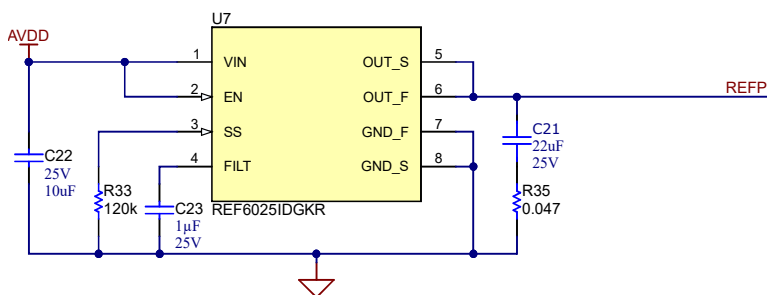 U7
AVDD
1
VIN
OUT_S
5
2
EN
OUT_F
6
REFP
3
SS
GND_F
7
4
FILT
GND_S
8
C22
25V
10uF
R33
120k
C23
1µF
25V
REF6025IDGKR
C21
22uF
25V
R35
0.047